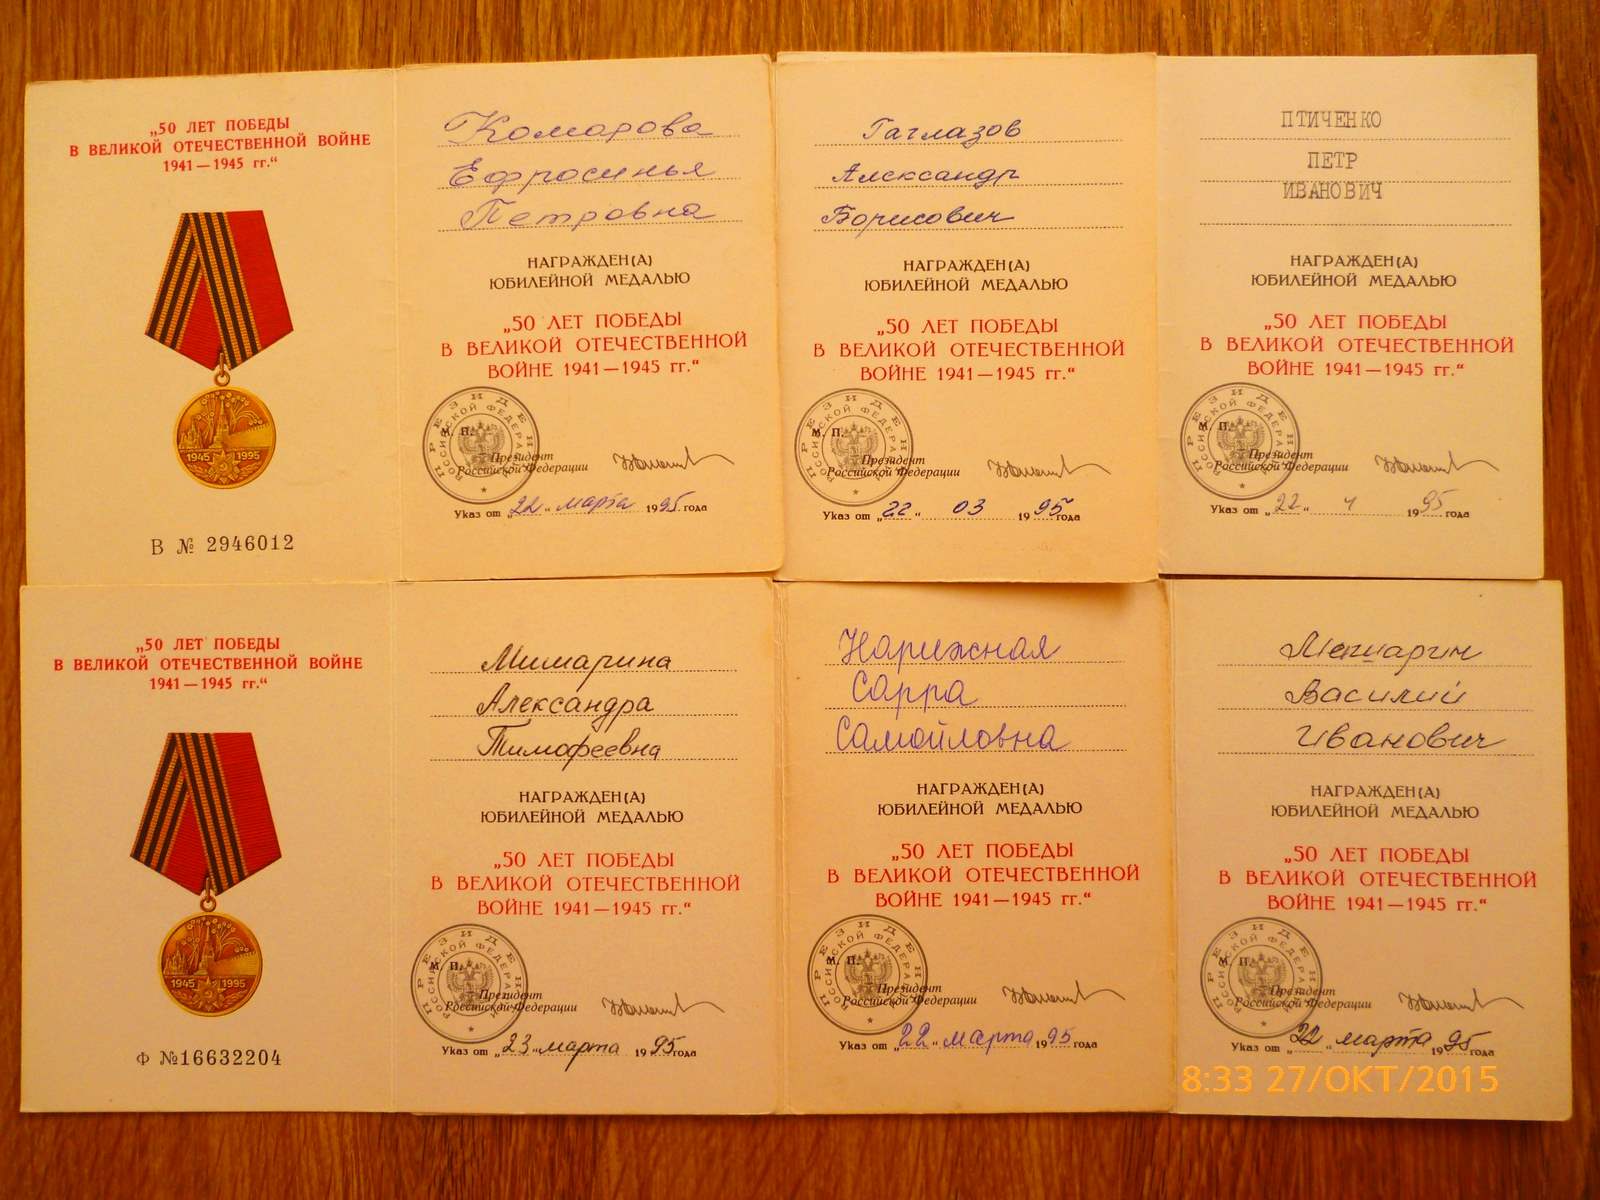 „50 ЛЕТ ПОБЕДЫ
В ВЕЛИКОЙ ОТЕЧЕСТВЕННОЙ ВОЙНЕ
1941—1945 гг.“
1945 1995
В № 2946012
Комарова
Ефросинья
Петровна
НАГРАЖДЕН(А)
ЮБИЛЕЙНОЙ МЕДАЛЬЮ
„50 ЛЕТ ПОБЕДЫ
В ВЕЛИКОЙ ОТЕЧЕСТВЕННОЙ
ВОЙНЕ 1941—1945 гг.“
М. П.
Президент
Российской Федерации
Указ от „22“ марта 1995 года
Гаглазов
Александр
Борисович
НАГРАЖДЕН(А)
ЮБИЛЕЙНОЙ МЕДАЛЬЮ
„50 ЛЕТ ПОБЕДЫ
В ВЕЛИКОЙ ОТЕЧЕСТВЕННОЙ
ВОЙНЕ 1941—1945 гг.“
М. П.
Президент
Российской Федерации
Указ от „22“ 03 1995 года
ПТИЧЕНКО
ПЕТР
ИВАНОВИЧ
НАГРАЖДЕН(А)
ЮБИЛЕЙНОЙ МЕДАЛЬЮ
„50 ЛЕТ ПОБЕДЫ
В ВЕЛИКОЙ ОТЕЧЕСТВЕННОЙ
ВОЙНЕ 1941—1945 гг.“
М. П.
Президент
Российской Федерации
Указ от „22“ 4 1995 года
„50 ЛЕТ ПОБЕДЫ
В ВЕЛИКОЙ ОТЕЧЕСТВЕННОЙ ВОЙНЕ
1941—1945 гг.“
1945 1995
Ф №16632204
Мимарина
Александра
Тимофеевна
НАГРАЖДЕН(А)
ЮБИЛЕЙНОЙ МЕДАЛЬЮ
„50 ЛЕТ ПОБЕДЫ
В ВЕЛИКОЙ ОТЕЧЕСТВЕННОЙ
ВОЙНЕ 1941—1945 гг.“
М. П.
Президент
Российской Федерации
Указ от „23“ марта 1995 года
Нарижная
Сарра
Самойловна
НАГРАЖДЕН(А)
ЮБИЛЕЙНОЙ МЕДАЛЬЮ
„50 ЛЕТ ПОБЕДЫ
В ВЕЛИКОЙ ОТЕЧЕСТВЕННОЙ
ВОЙНЕ 1941—1945 гг.“
М. П.
Президент
Российской Федерации
Указ от „22“ марта 1995 года
Василий
Иванович
НАГРАЖДЕН(А)
ЮБИЛЕЙНОЙ МЕДАЛЬЮ
„50 ЛЕТ ПОБЕДЫ
В ВЕЛИКОЙ ОТЕЧЕСТВЕННОЙ
ВОЙНЕ 1941—1945 гг.“
М. П.
Президент
Российской Федерации
Указ от „22“ марта 1995 года
8:33 27/ОКТ/2015